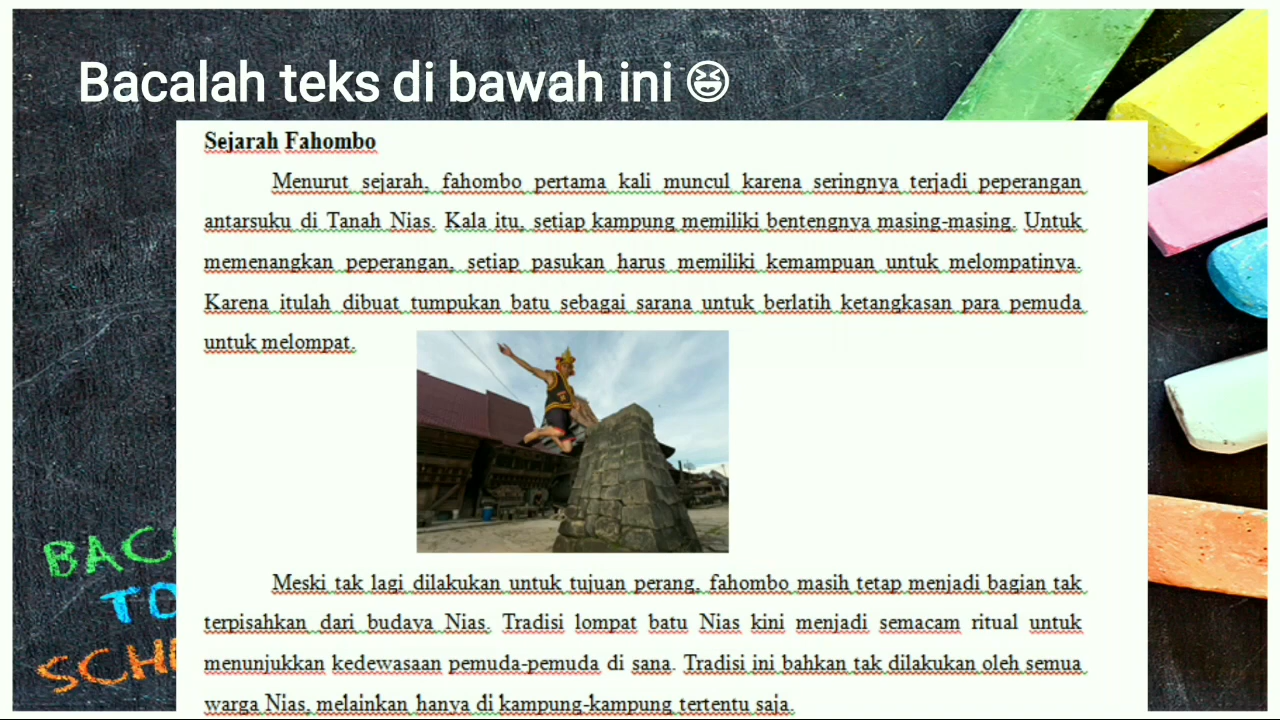 Bacalah teks di bawah ini 😆
Sejarah Fahombo
Menurut sejarah, fahombo pertama kali muncul karena seringnya terjadi peperangan
antarsuku di Tanah Nias. Kala itu, setiap kampung memiliki bentengnya masing-masing. Untuk
memenangkan peperangan, setiap pasukan harus memiliki kemampuan untuk melompatinya.
Karena itulah dibuat tumpukan batu sebagai sarana untuk berlatih ketangkasan para pemuda
untuk melompat.
Meski tak lagi dilakukan untuk tujuan perang, fahombo masih tetap menjadi bagian tak
terpisahkan dari budaya Nias. Tradisi lompat batu Nias kini menjadi semacam ritual untuk
menunjukkan kedewasaan pemuda-pemuda di sana. Tradisi ini bahkan tak dilakukan oleh semua
warga Nias, melainkan hanya di kampung-kampung tertentu saja.
BAC
TO
SCH